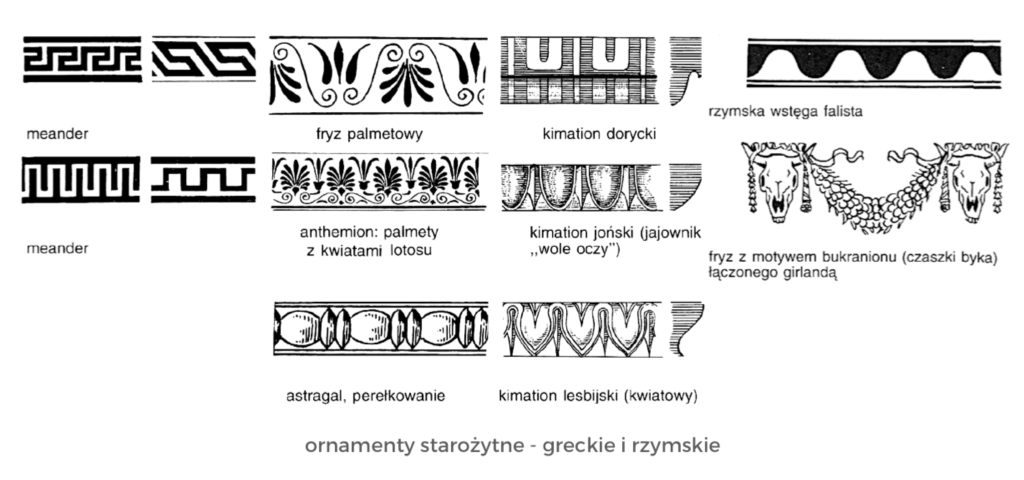 meander
fryz palmetowy
kimation dorycki
rzymska wstęga falista
meander
anthemion: palmety
z kwiatami lotosu
kimation joński (jajownik
,,wole oczy”)
fryz z motywem bukranionu (czaszki byka)
łączonego girlandą
astragal, perełkowanie
kimation lesbijski (kwiatowy)
ornamenty starożytne - greckie i rzymskie